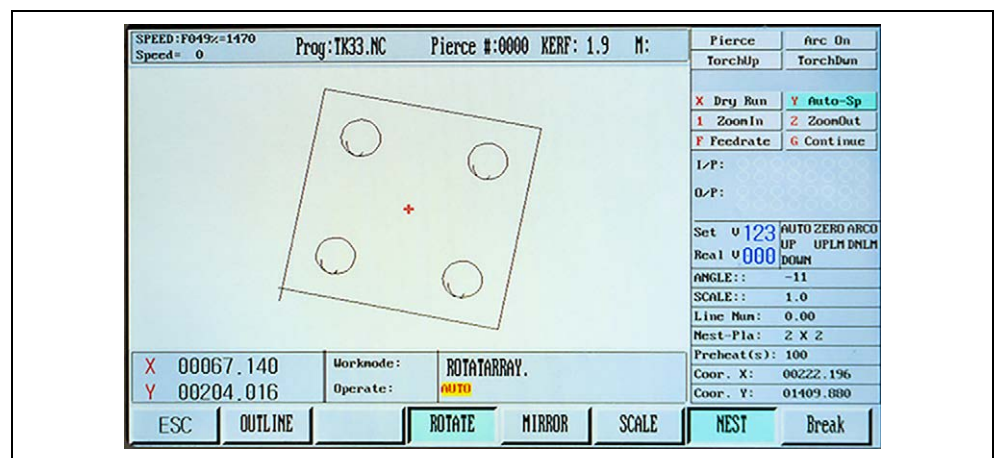 SPEED:F049%=1470
Speed= 0
Prog:TK33.NC Pierce #:0000 KERF: 1.9 M:
Pierce Arc On
TorchUp TorchDwn
X Dry Run Y Auto-Sp
1 ZoomIn 2 ZoomOut
F Feedrate G Continue
I/P:
O/P:
Set V 123 AUTO ZERO ARCO
UP UPLM DNLM
Real V 000 DOWN
ANGLE:: -11
SCALE:: 1.0
Line Num: 0.00
Nest-Pla: 2 X 2
Preheat(s): 100
Coor. X: 00222.196
Coor. Y: 01409.880
X 00067.140
Y 00204.016
Workmode: ROTATARRAY.
Operate: AUTO
ESC OUTLINE ROTATE MIRROR SCALE NEST Break